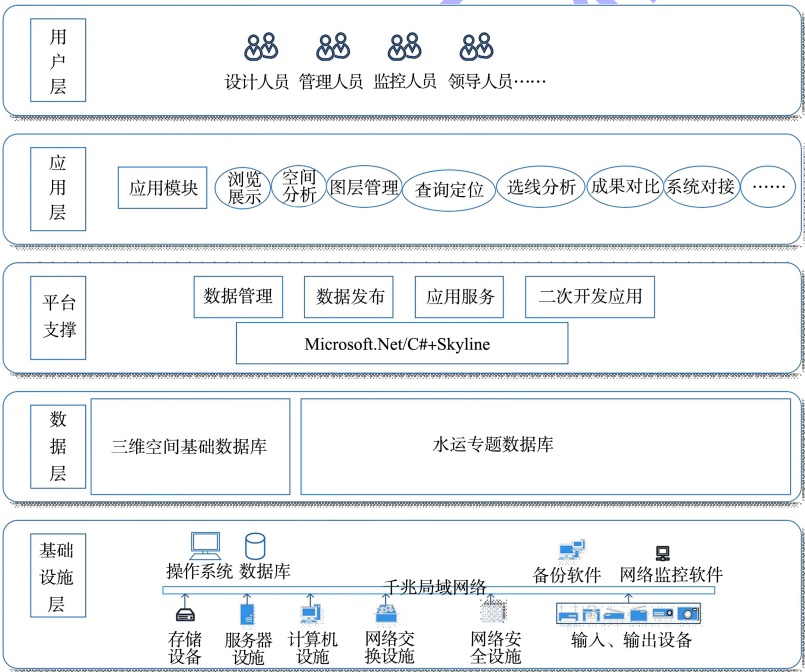 用
户
层
设计人员 管理人员 监控人员 领导人员……
应
用
层
应用模块
浏览
展示
空间
分析
图层管理
查询定位
选线分析
成果对比
系统对接
……
平台
支撑
数据管理
数据发布
应用服务
二次开发应用
Microsoft.Net/C#+Skyline
数
据
层
三维空间基础数据库
水运专题数据库
基础
设施
层
操作系统 数据库
备份软件
网络监控软件
千兆局域网络
存储
设备
服务器
设施
计算机
设施
网络交
换设施
网络安
全设施
输入、输出设备